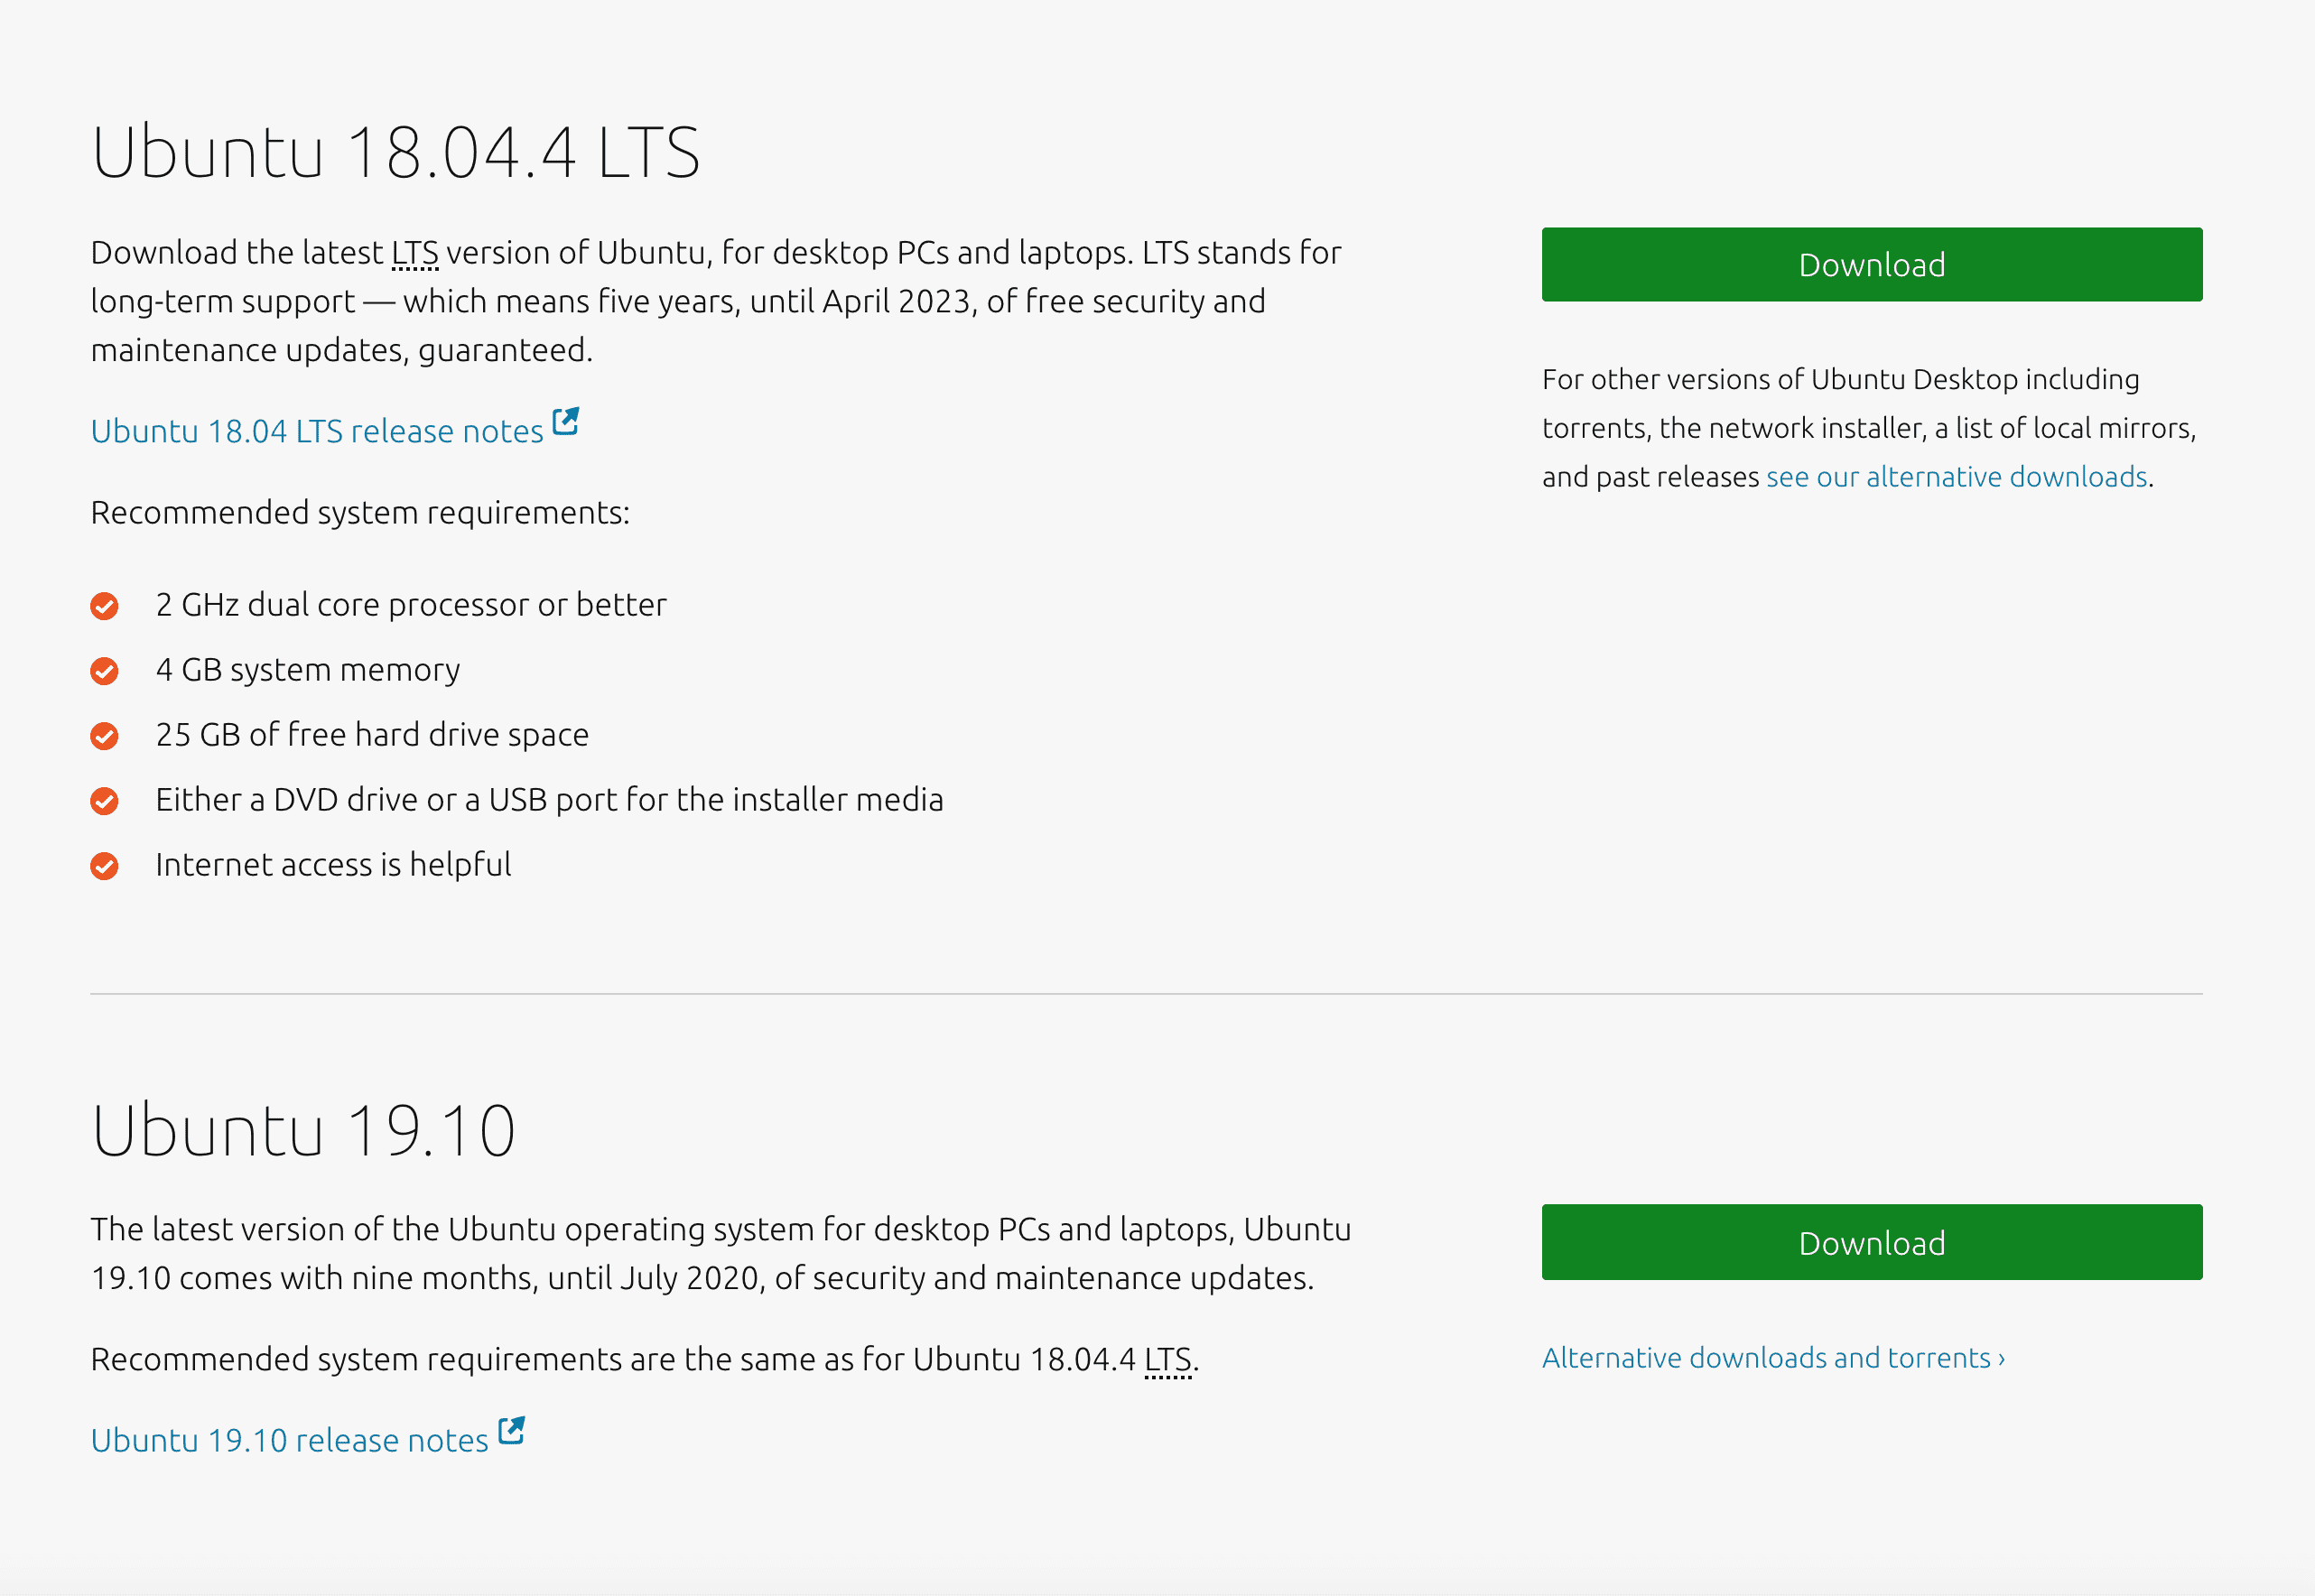 Ubuntu 18.04.4 LTS
Download the latest LTS version of Ubuntu, for desktop PCs and laptops. LTS stands for
long-term support — which means five years, until April 2023, of free security and
maintenance updates, guaranteed.
Ubuntu 18.04 LTS release notes
Recommended system requirements:
2 GHz dual core processor or better
4 GB system memory
25 GB of free hard drive space
Either a DVD drive or a USB port for the installer media
Internet access is helpful
Download
For other versions of Ubuntu Desktop including
torrents, the network installer, a list of local mirrors,
and past releases see our alternative downloads.
Ubuntu 19.10
The latest version of the Ubuntu operating system for desktop PCs and laptops, Ubuntu
19.10 comes with nine months, until July 2020, of security and maintenance updates.
Recommended system requirements are the same as for Ubuntu 18.04.4 LTS.
Ubuntu 19.10 release notes
Download
Alternative downloads and torrents ›